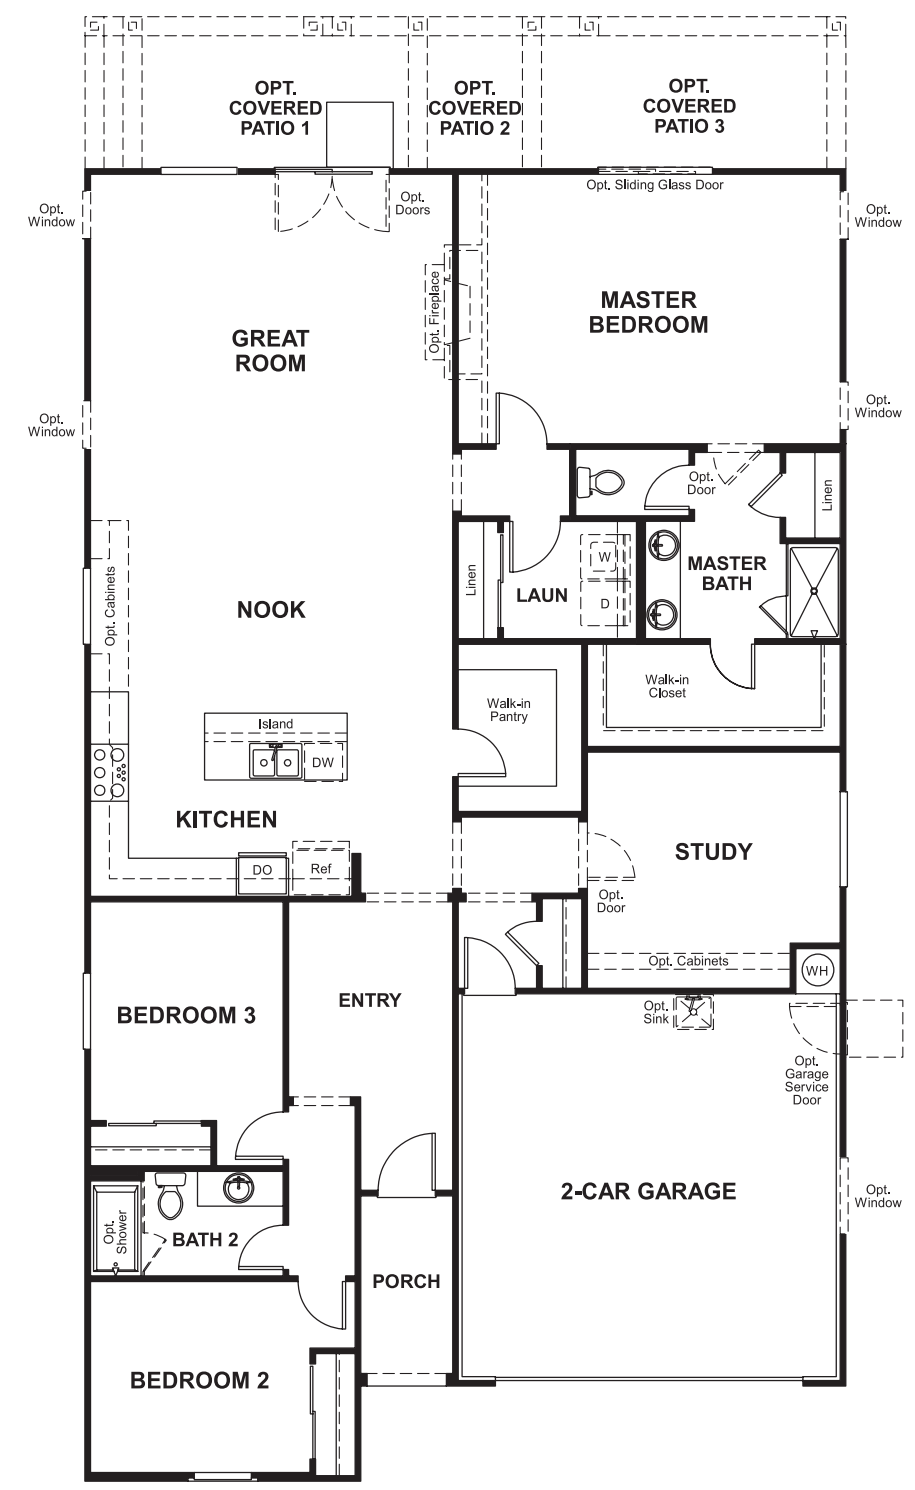 OPT.
COVERED
PATIO 1
OPT.
COVERED
PATIO 2
OPT.
COVERED
PATIO 3
Opt. Sliding Glass Door
Opt.
Window
Opt.
Doors
Opt.
Window
Opt. Fireplace
GREAT
ROOM
MASTER
BEDROOM
Opt.
Window
Opt.
Window
Opt.
Door
Linen
Opt. Cabinets
NOOK
Linen
LAUN
W
D
MASTER
BATH
Walk-in
Closet
Walk-in
Pantry
Island
DW
KITCHEN
DO
Ref
STUDY
Opt.
Door
Opt. Cabinets
WH
BEDROOM 3
ENTRY
Opt.
Sink
Opt.
Garage
Service
Door
2-CAR GARAGE
Opt.
Window
Opt.
Shower
BATH 2
PORCH
BEDROOM 2